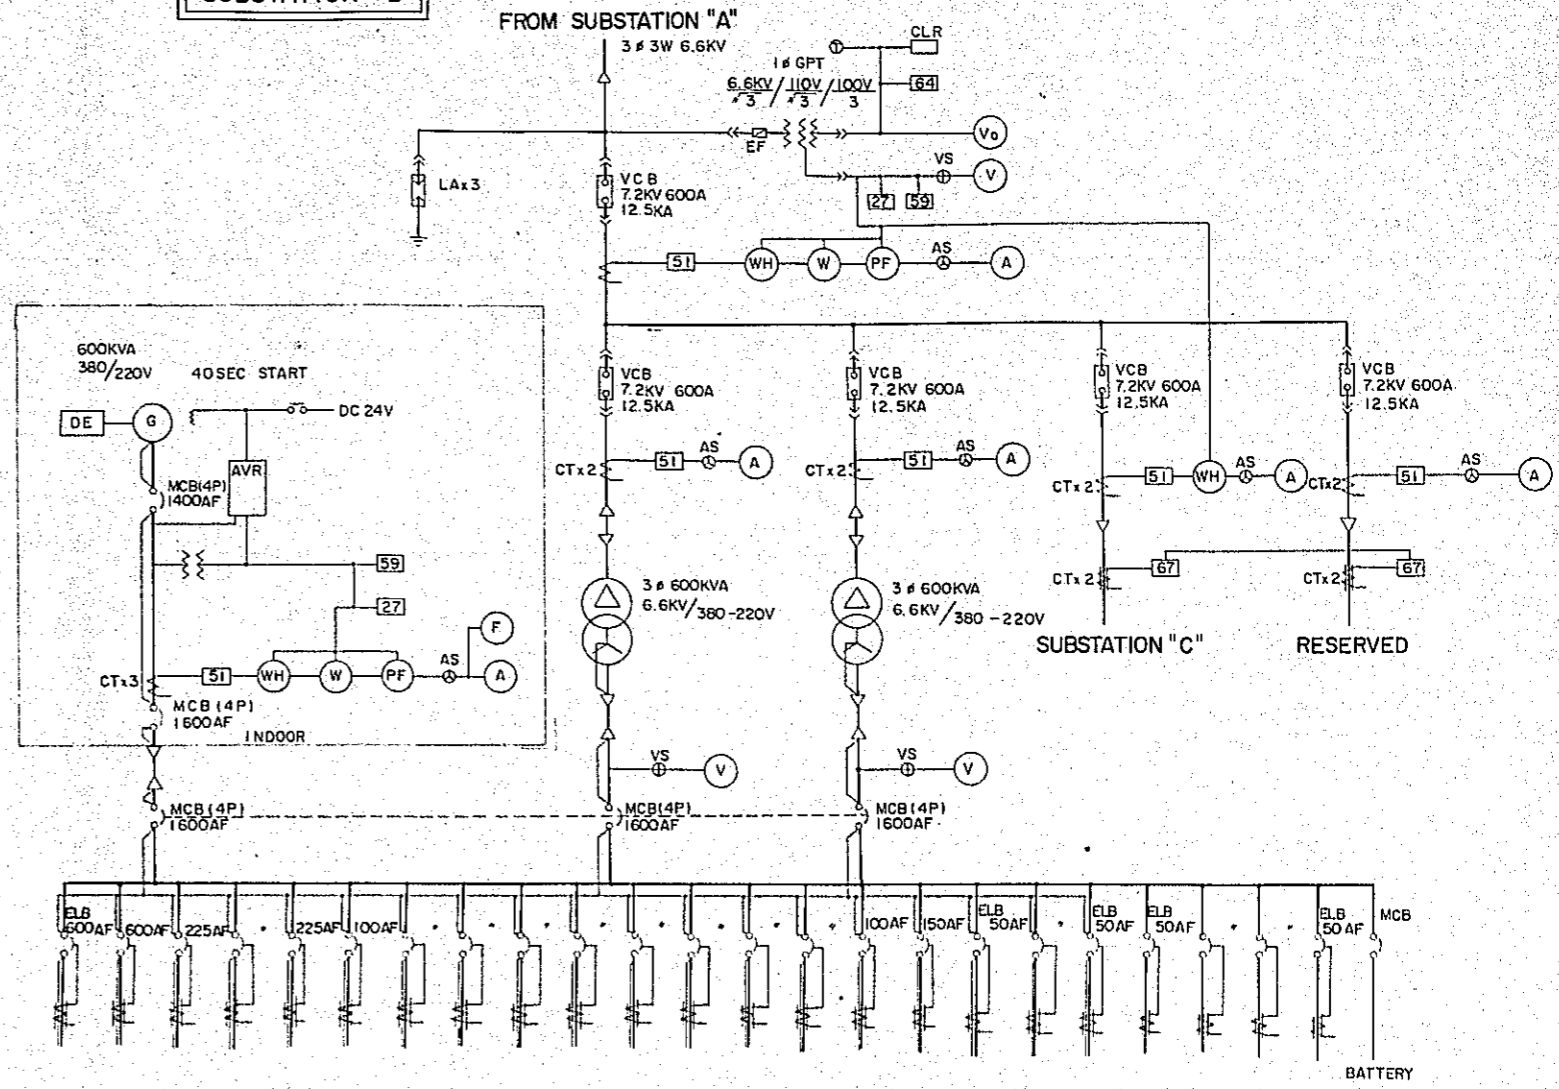 FROM SUBSTATION "A"
3ø 3W 6.6KV
CLR
1ø GPT
6.6KV/√3 / 110V/√3 / 100V/3
64
EF
Vo
VS
V
27
59
LAx3
VCB
7.2KV 600A
12.5KA
51
WH
W
PF
AS
A
600KVA
380/220V
40SEC START
DE
G
DC 24V
AVR
MCB(4P)
1400AF
59
27
F
CTx3
51
WH
W
PF
AS
A
MCB(4P)
1600AF
INDOOR
VCB
7.2KV 600A
12.5KA
VCB
7.2KV 600A
12.5KA
VCB
7.2KV 600A
12.5KA
VCB
7.2KV 600A
12.5KA
CTx2
51
AS
A
CTx2
51
AS
A
CTx2
51
WH
AS
A
CTx2
51
AS
A
CTx2
67
CTx2
67
3ø 600KVA
6.6KV/380-220V
3ø 600KVA
6.6KV/380-220V
SUBSTATION "C"
RESERVED
VS
V
VS
V
MCB(4P)
1600AF
MCB(4P)
1600AF
MCB(4P)
1600AF
ELB
600AF
600AF
225AF
225AF
100AF
100AF
150AF
ELB
50AF
ELB
50AF
ELB
50AF
ELB
50AF
MCB
BATTERY